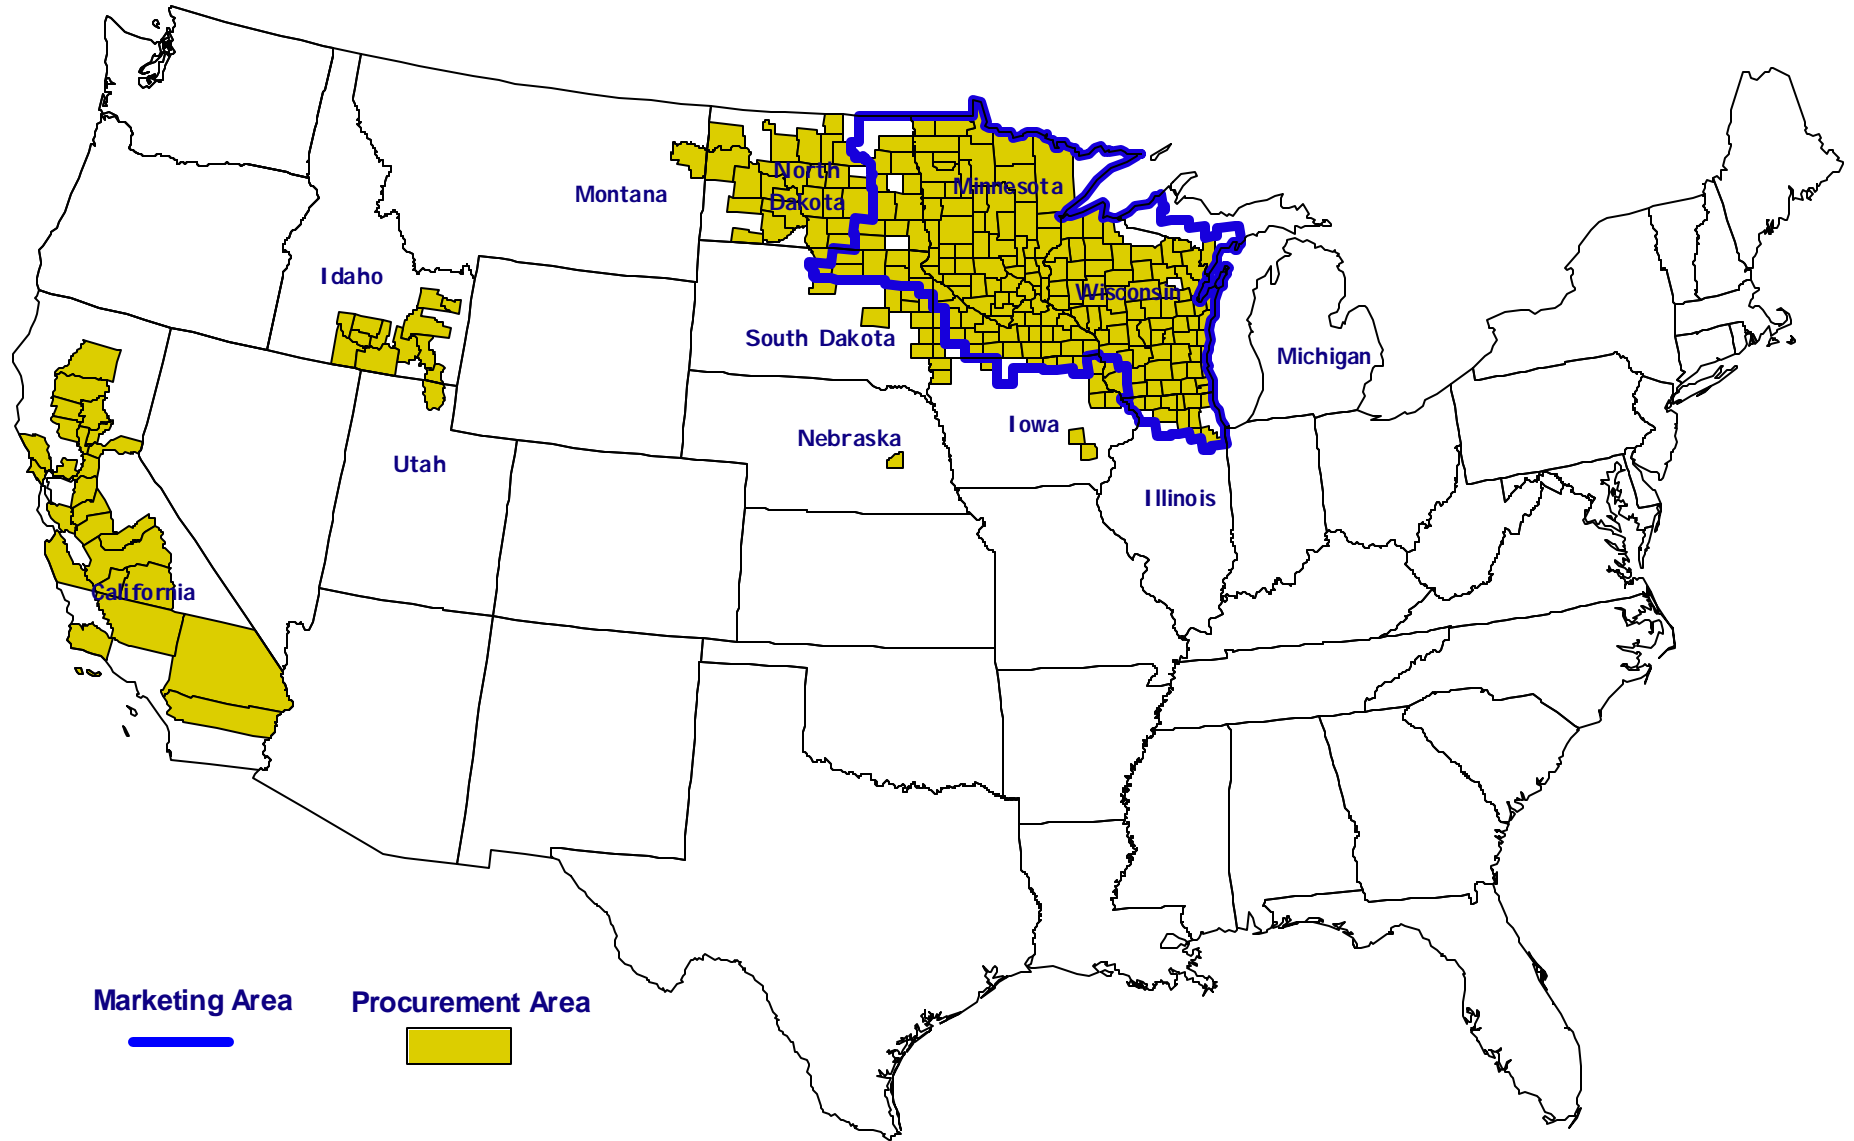 North
Dakota
Minnesota
Montana
Idaho
Wisconsin
South Dakota
Michigan
Iowa
Nebraska
Utah
Illinois
California
Marketing Area
Procurement Area